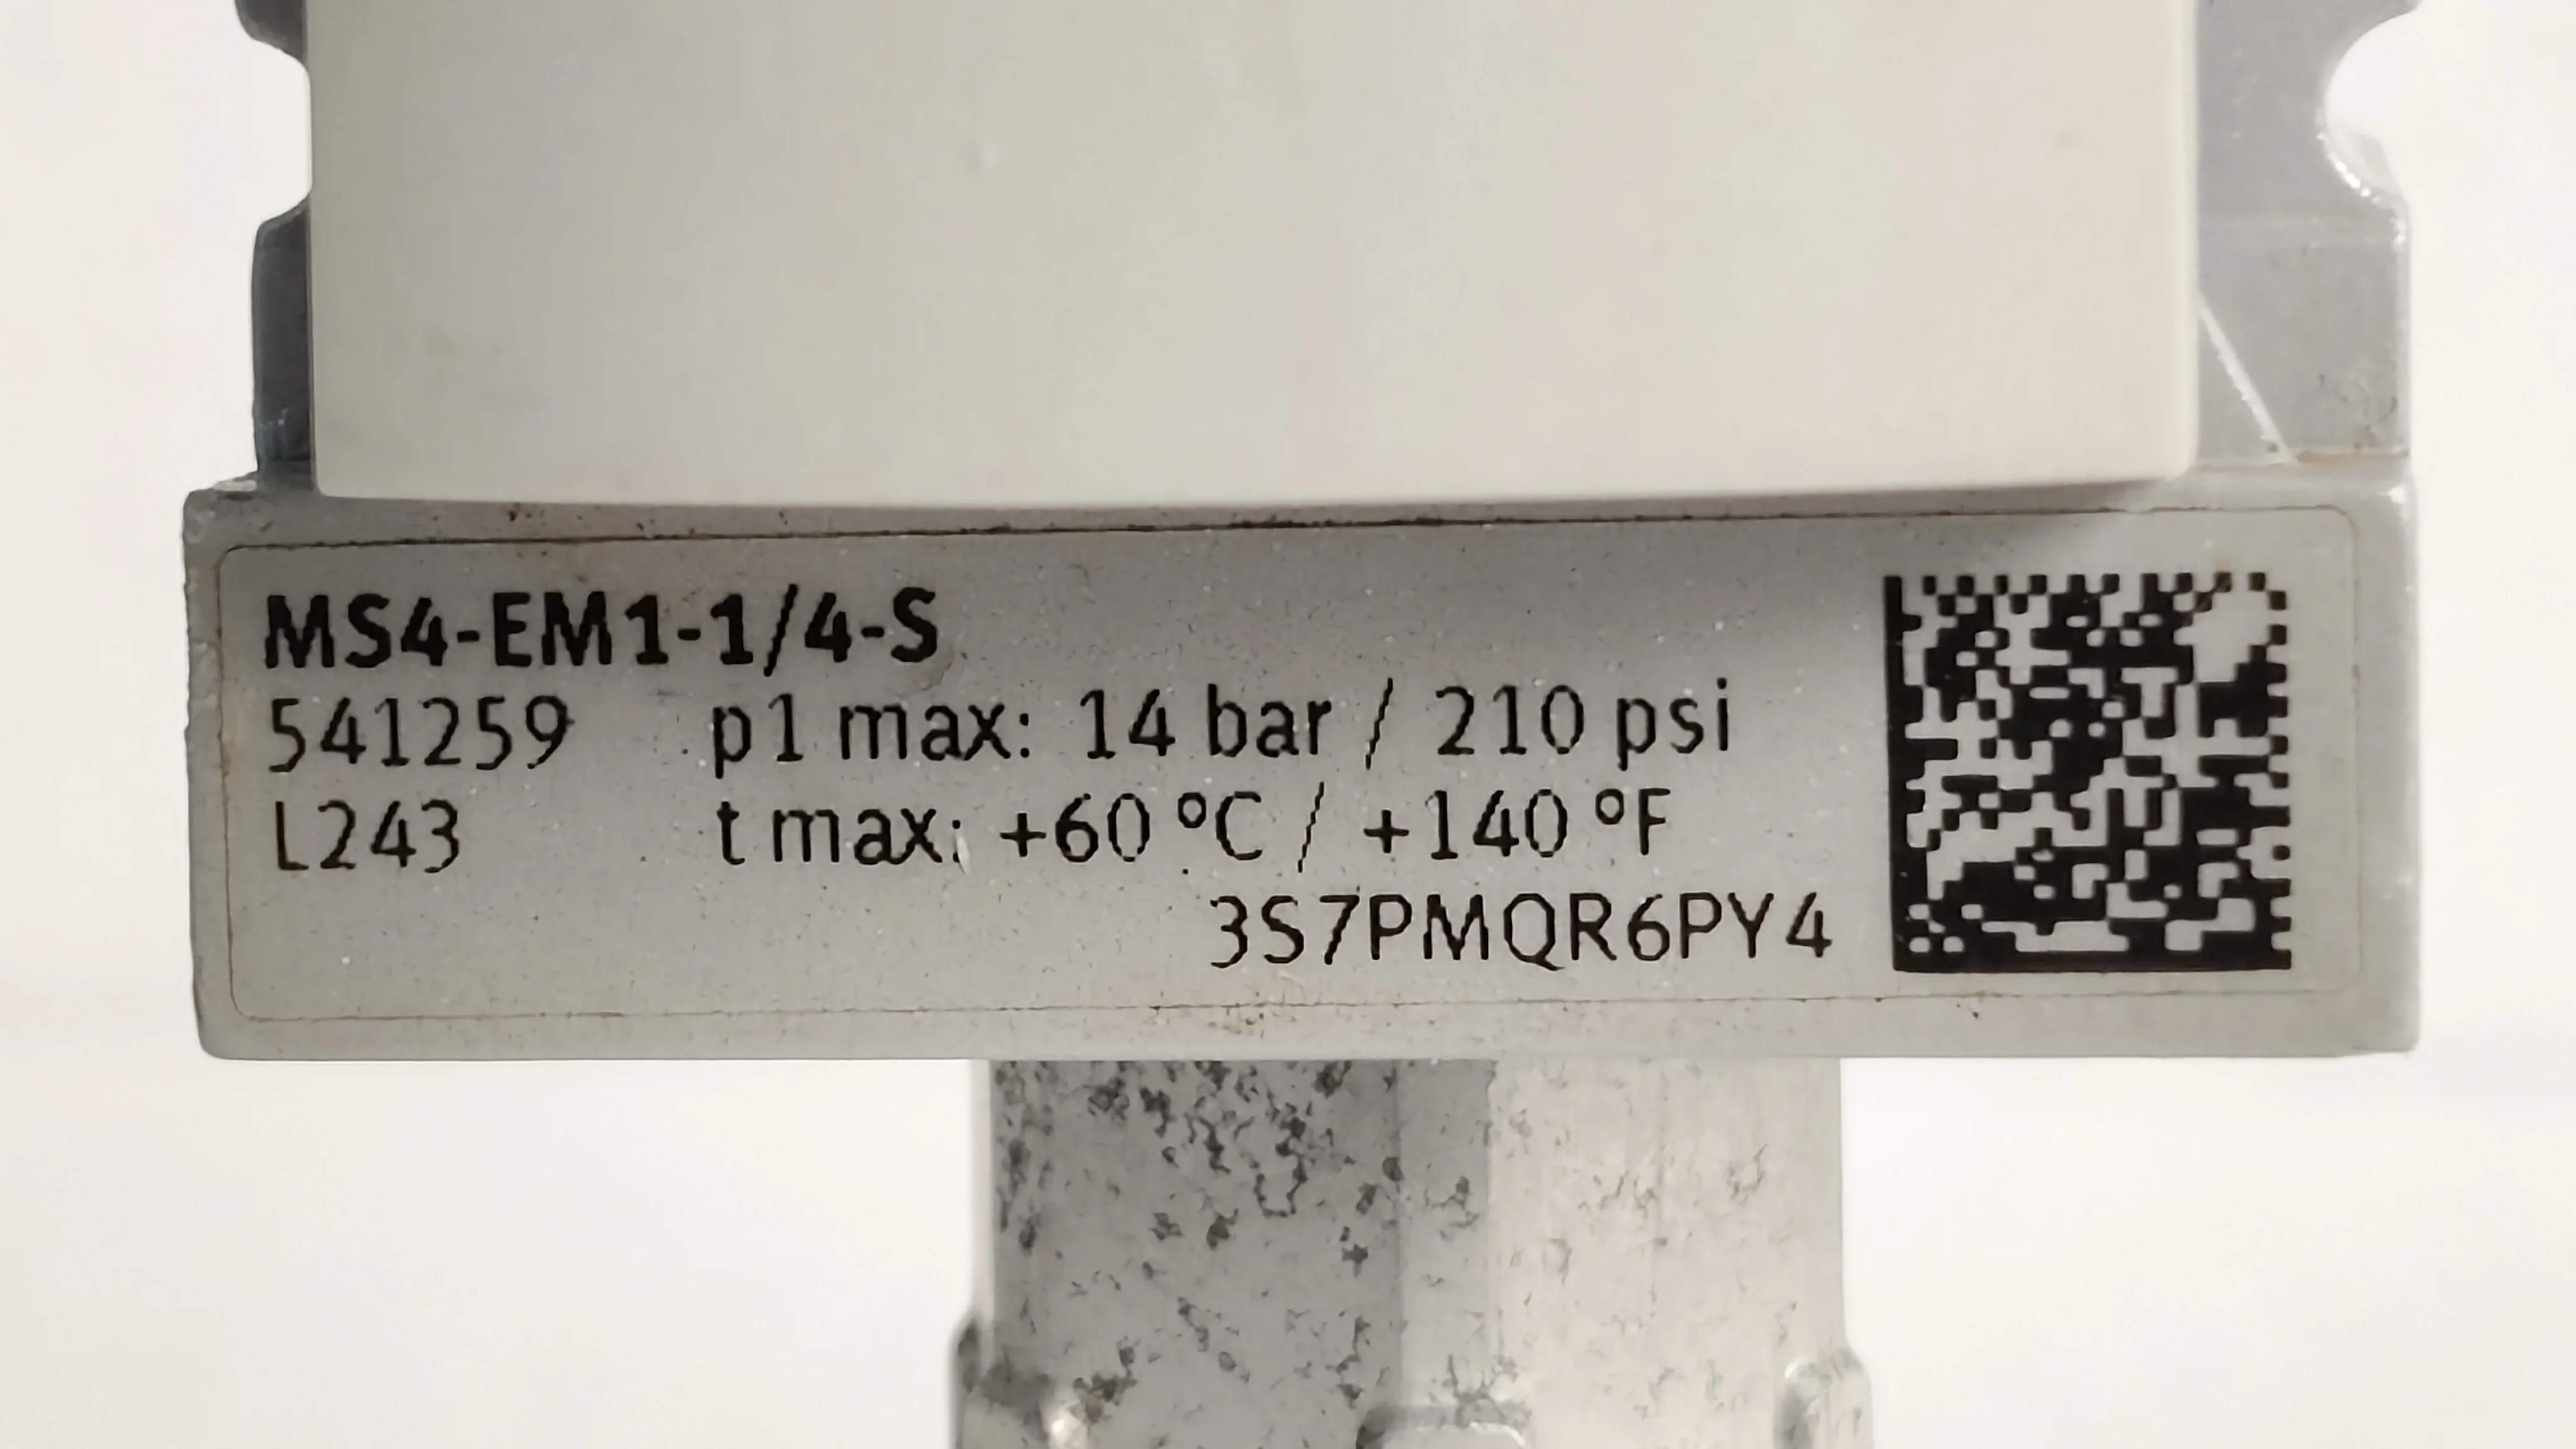 MS4-EM1-1/4-S
541259 p1 max: 14 bar / 210 psi
L243 t max: +60 °C / +140 °F
3S7PMQR6PY4